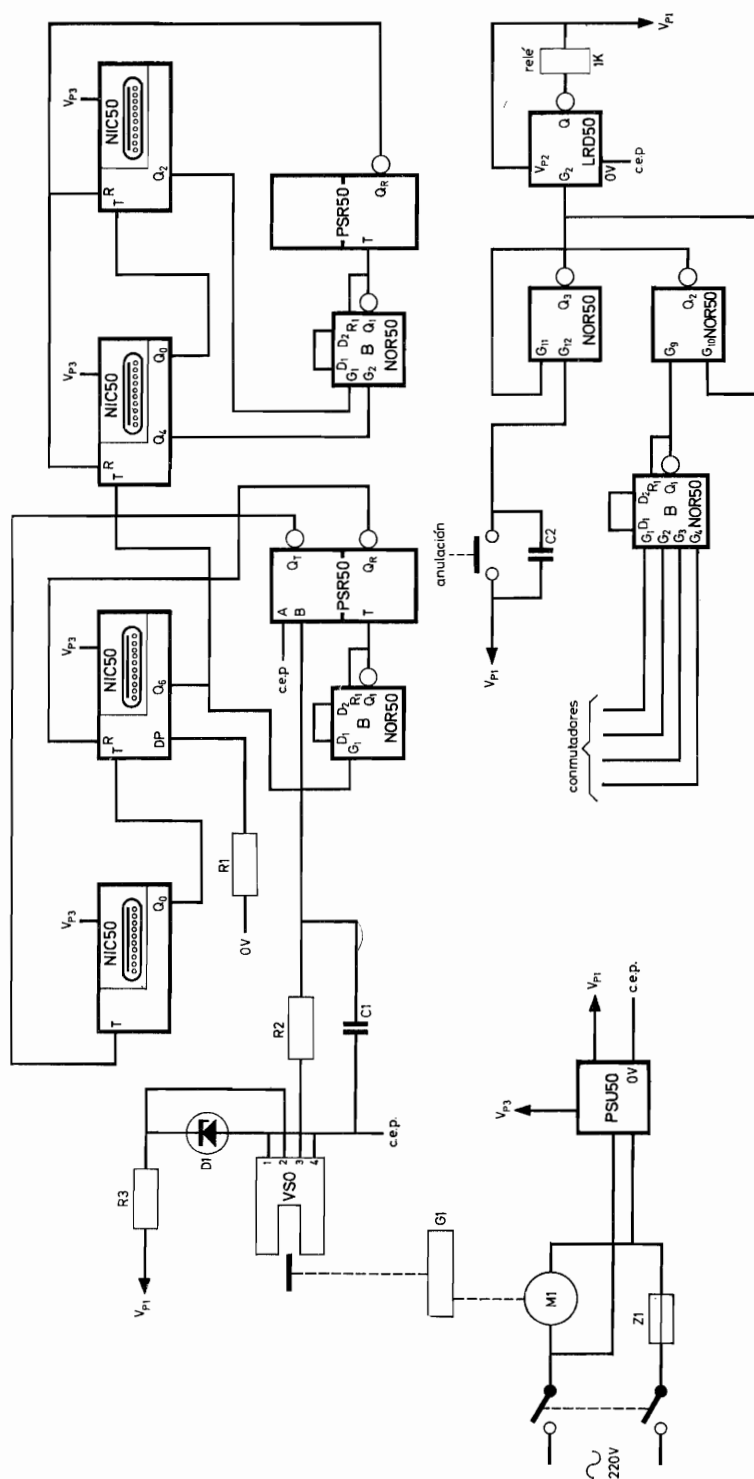 NIC50
V_P3
R
T
Q_2
NIC50
V_P3
R
T
Q_0
Q_4
PSR50
Q_R
T
D_1 D_2
G_1 B R_1
G_2 Q_1
NOR50
relé
1K
V_P1
Q
V_P2
G_2
LRD50
0V
c.e.p
NIC50
V_P3
R
T
DP
Q_6
Q_T
A
B
PSR50
Q_R
T
c.e.p
D_1 D_2
G_1 B R_1
Q_1
NOR50
R1
0V
anulación
C2
V_P1
G_11 Q_3
G_12
NOR50
G_9 Q_2
G_10 NOR50
D_1 D_2
G_1 B R_1
G_2 Q_1
G_3
G_4 NOR50
conmutadores
NIC50
V_P3
T
Q_0
R2
C1
R3
V_P1
D1
1
2
3
4
VSO
c.e.p.
G1
M1
Z1
220V
PSU50
V_P3
V_P1
0V
c.e.p.